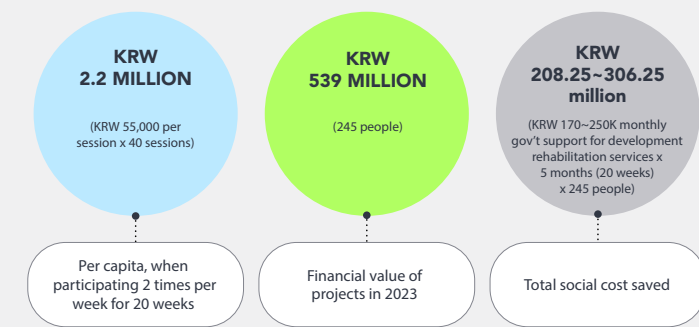 KRW
2.2 MILLION
(KRW 55,000 per
session x 40 sessions)
Per capita, when
participating 2 times per
week for 20 weeks
KRW
539 MILLION
(245 people)
Financial value of
projects in 2023
KRW
208.25~306.25
million
(KRW 170~250K monthly
gov’t support for development
rehabilitation services x
5 months (20 weeks)
x 245 people)
Total social cost saved